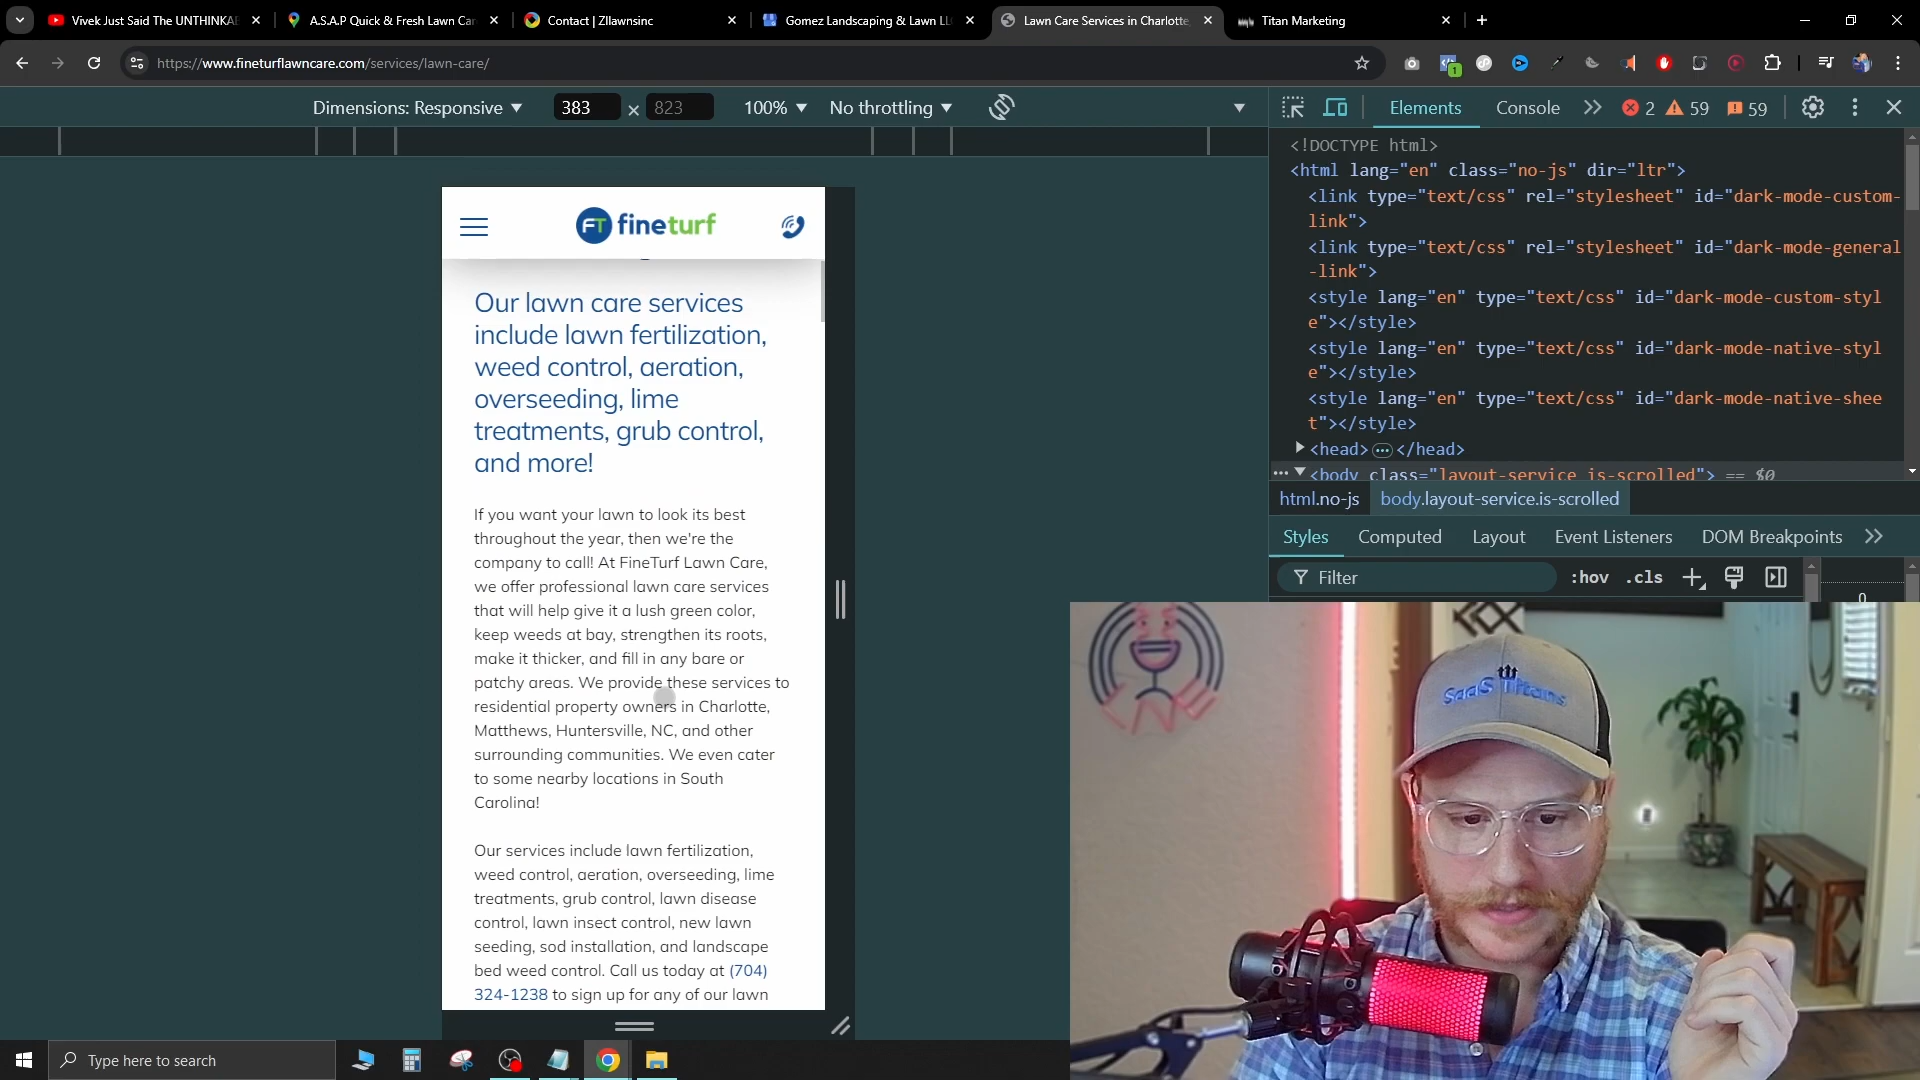 Vivek Just Said The UNTHINKAB
A.S.A.P Quick & Fresh Lawn Car
Contact | Zllawnsinc
Gomez Landscaping & Lawn LL
Lawn Care Services in Charlotte,
Titan Marketing
https://www.fineturflawncare.com/services/lawn-care/
Dimensions: Responsive
383
×
823
100%
No throttling
Elements
Console
2
59
59
<!DOCTYPE html>
<html lang="en" class="no-js" dir="ltr">
<link type="text/css" rel="stylesheet" id="dark-mode-custom-
link">
<link type="text/css" rel="stylesheet" id="dark-mode-general
-link">
<style lang="en" type="text/css" id="dark-mode-custom-styl
e"></style>
<style lang="en" type="text/css" id="dark-mode-native-styl
e"></style>
<style lang="en" type="text/css" id="dark-mode-native-shee
t"></style>
<head>
</head>
<body class="layout-service is-scrolled"> == $0
html.no-js
body.layout-service.is-scrolled
Styles
Computed
Layout
Event Listeners
DOM Breakpoints
Filter
:hov
.cls
FT fineturf
Our lawn care services
include lawn fertilization,
weed control, aeration,
overseeding, lime
treatments, grub control,
and more!
If you want your lawn to look its best
throughout the year, then we're the
company to call! At FineTurf Lawn Care,
we offer professional lawn care services
that will help give it a lush green color,
keep weeds at bay, strengthen its roots,
make it thicker, and fill in any bare or
patchy areas. We provide these services to
residential property owners in Charlotte,
Matthews, Huntersville, NC, and other
surrounding communities. We even cater
to some nearby locations in South
Carolina!
Our services include lawn fertilization,
weed control, aeration, overseeding, lime
treatments, grub control, lawn disease
control, lawn insect control, new lawn
seeding, sod installation, and landscape
bed weed control. Call us today at (704)
324-1238 to sign up for any of our lawn
SaaS Titans
Type here to search